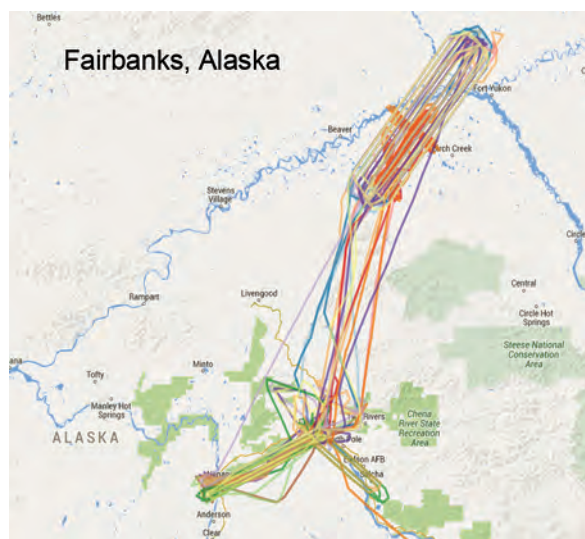 Bettles
Fairbanks, Alaska
Fort Yukon
Beaver
Birch Creek
Stevens
Village
Circle
Rampart
Livengood
Central
Circle Hot
Springs
Steese National
Conservation
Area
ana
Tofty
Minto
Manley Hot
Springs
ALASKA
Rivers
Chena
River State
Recreation
Area
Pole
Eielson AFB
Salcha
Anderson
Clear